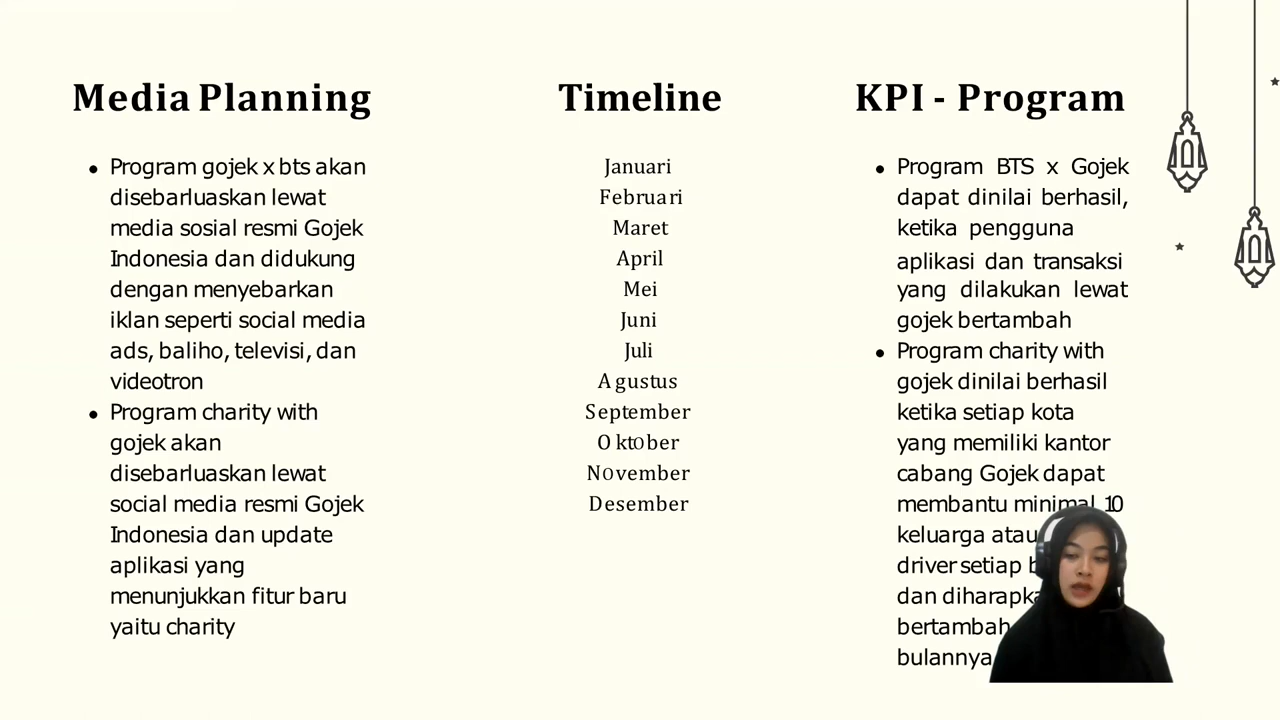 Media Planning
Program gojek x bts akan
disebarluaskan lewat
media sosial resmi Gojek
Indonesia dan didukung
dengan menyebarkan
iklan seperti social media
ads, baliho, televisi, dan
videotron
Program charity with
gojek akan
disebarluaskan lewat
social media resmi Gojek
Indonesia dan update
aplikasi yang
menunjukkan fitur baru
yaitu charity
Timeline
Januari
Februari
Maret
April
Mei
Juni
Juli
Agustus
September
Oktober
November
Desember
KPI - Program
Program BTS x Gojek
dapat dinilai berhasil,
ketika pengguna
aplikasi dan transaksi
yang dilakukan lewat
gojek bertambah
Program charity with
gojek dinilai berhasil
ketika setiap kota
yang memiliki kantor
cabang Gojek dapat
membantu minimal 10
keluarga atau
driver setiap
dan
bertambah
bulannya